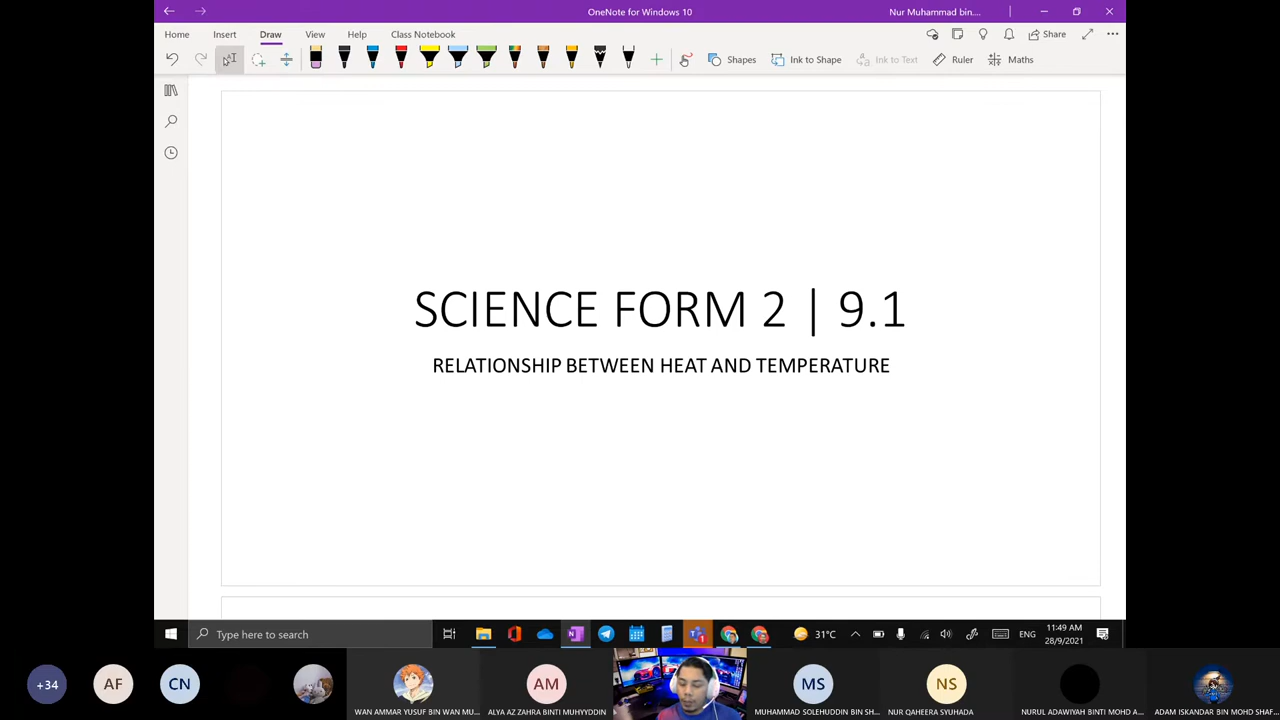 OneNote for Windows 10
Nur Muhammad bin....
Home Insert Draw View Help Class Notebook
Share
Shapes Ink to Shape Ink to Text Ruler Maths
SCIENCE FORM 2 | 9.1
RELATIONSHIP BETWEEN HEAT AND TEMPERATURE
Type here to search
31°C
ENG
11:49 AM
28/9/2021
+34
AF
CN
WAN AMMAR YUSUF BIN WAN MU...
AM
ALYA AZ ZAHRA BINTI MUHYYDDIN
MS
MUHAMMAD SOLEHUDDIN BIN SH...
NS
NUR QAHEERA SYUHADA
NURUL ADAWIYAH BINTI MOHD A...
ADAM ISKANDAR BIN MOHD SHAF...